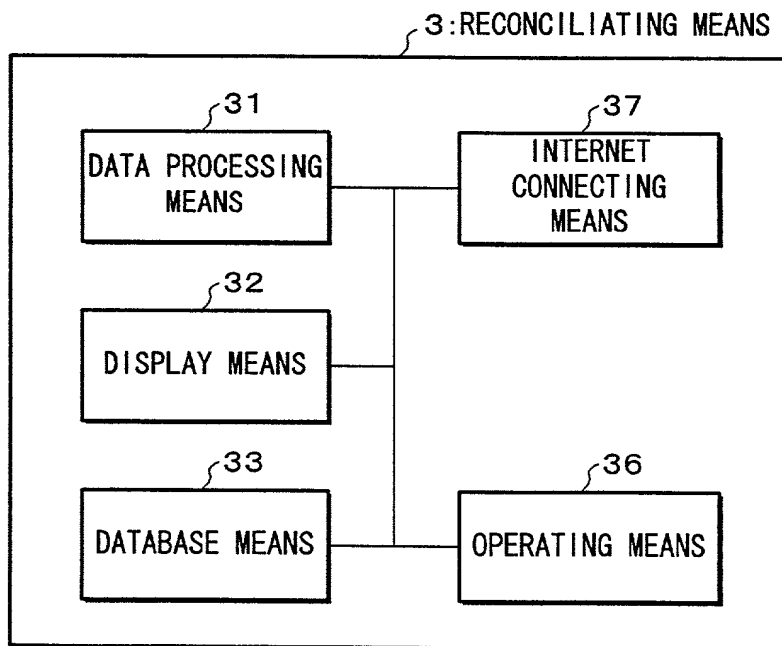 3:RECONCILIATING MEANS
31
DATA PROCESSING
MEANS
37
INTERNET
CONNECTING
MEANS
32
DISPLAY MEANS
33
DATABASE MEANS
36
OPERATING MEANS